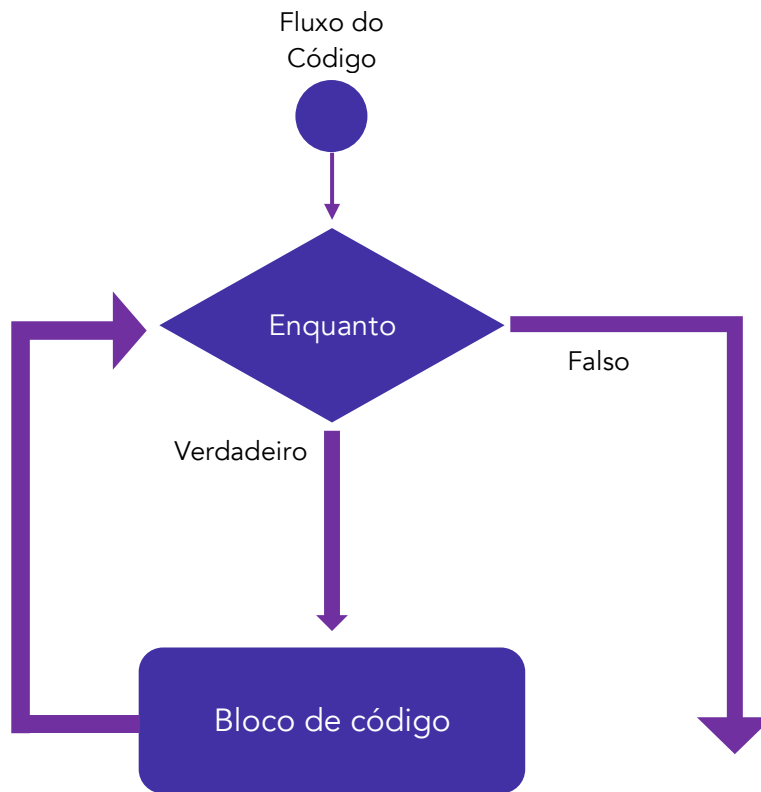 Fluxo do
Código
Enquanto
Falso
Verdadeiro
Bloco de código